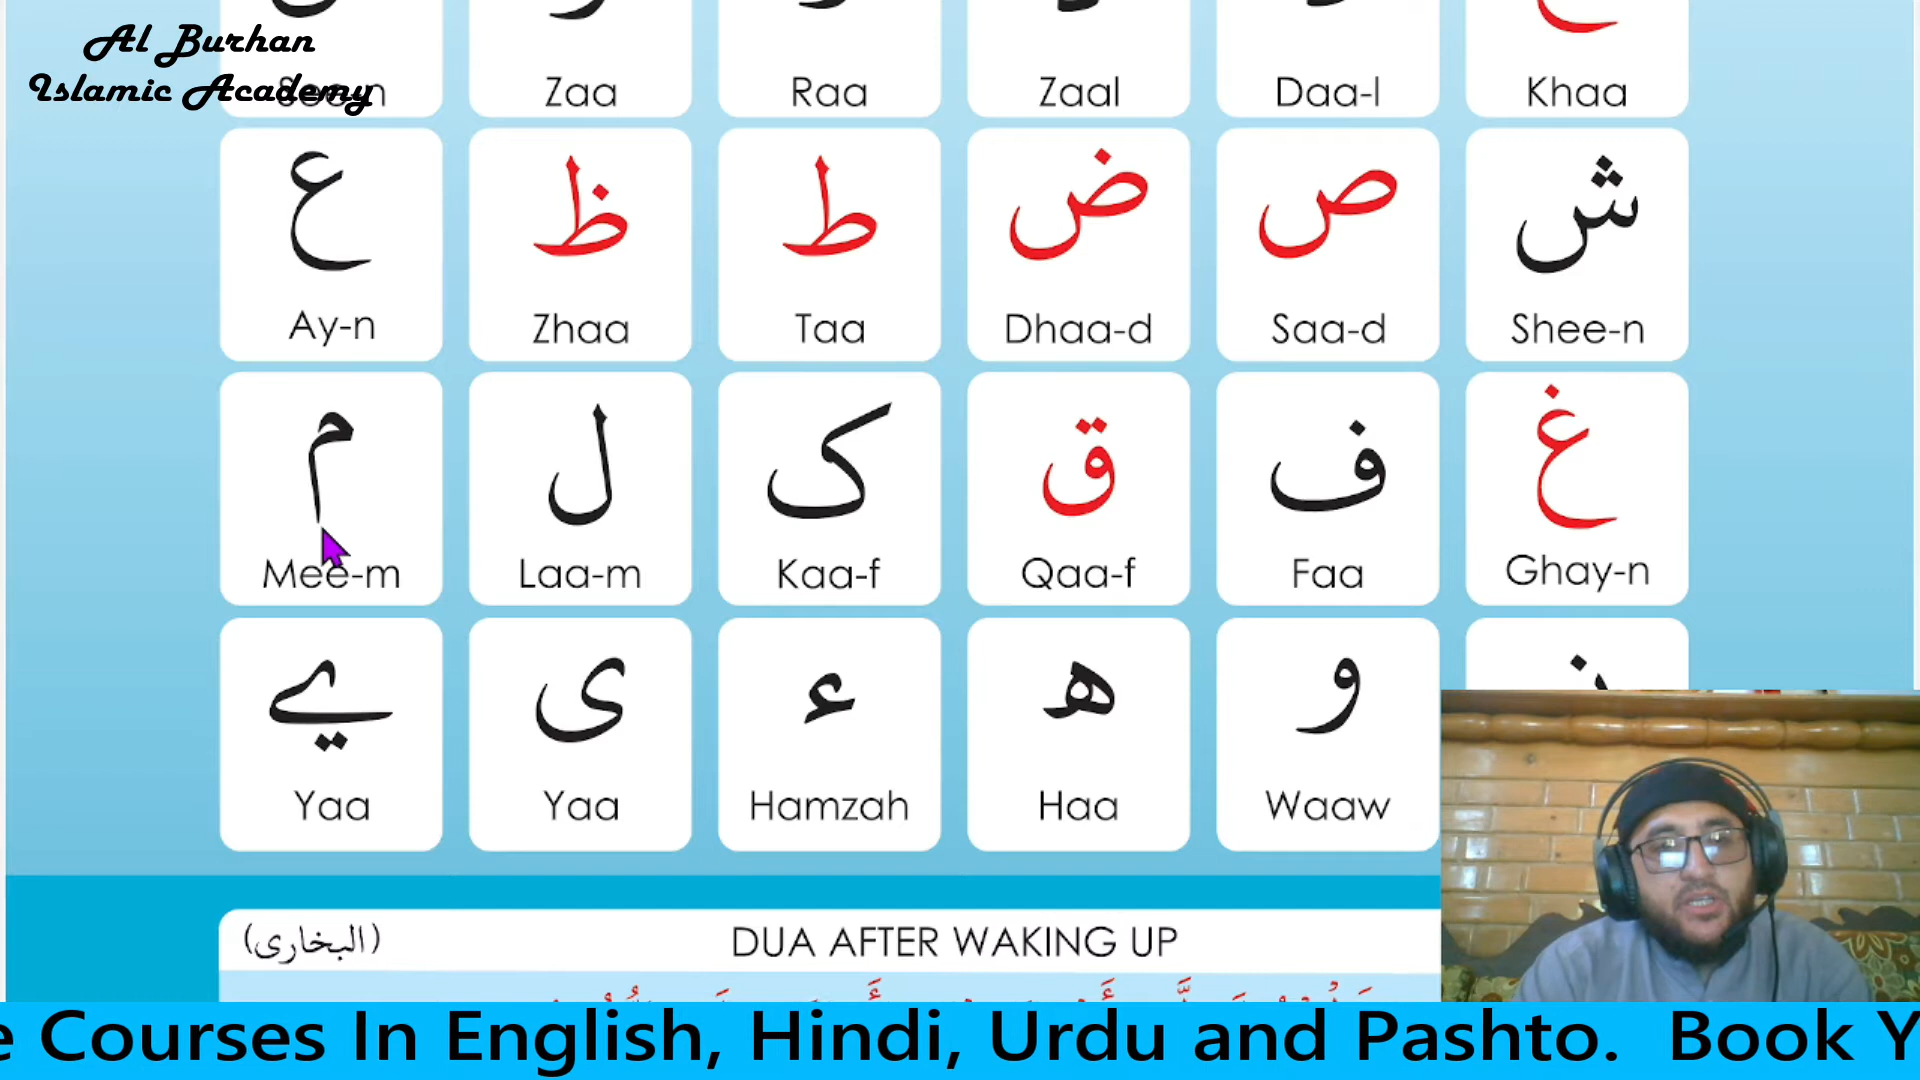 Al Burhan
Islamic Academy
Zaa Raa Zaal Daa-l Khaa
ع ظ ط ض ص ش
Ay-n Zhaa Taa Dhaa-d Saa-d Shee-n
م ل ک ق ف غ
Mee-m Laa-m Kaa-f Qaa-f Faa Ghay-n
ے ی ء ھ و
Yaa Yaa Hamzah Haa Waaw
(البخاری) DUA AFTER WAKING UP
e Courses In English, Hindi, Urdu and Pashto. Book Y